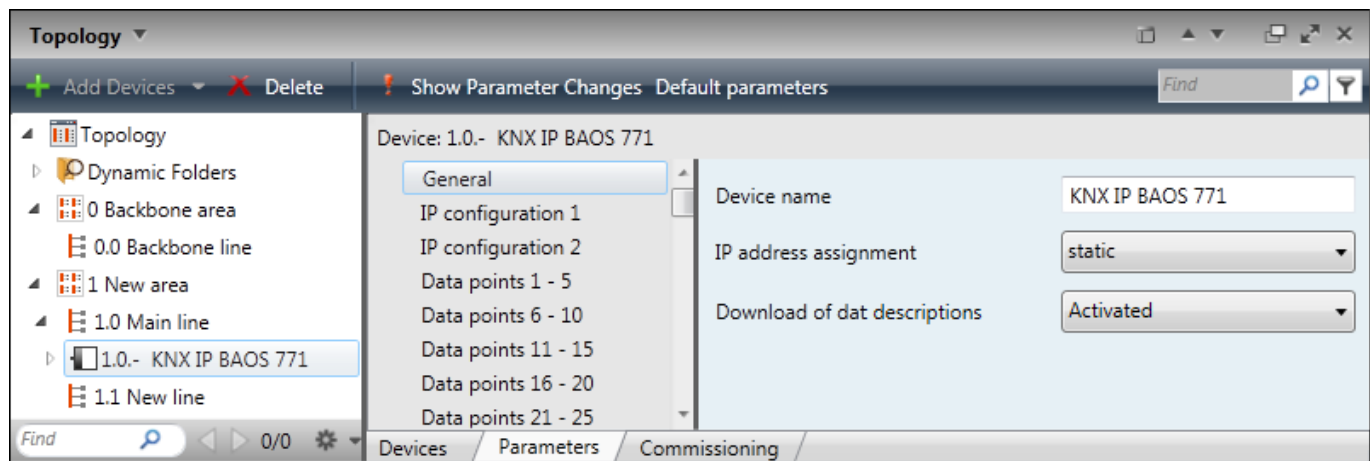 Topology
Add Devices Delete Show Parameter Changes Default parameters Find
Topology
Dynamic Folders
0 Backbone area
0.0 Backbone line
1 New area
1.0 Main line
1.0.- KNX IP BAOS 771
1.1 New line
Find 0/0
Device: 1.0.- KNX IP BAOS 771
General
IP configuration 1
IP configuration 2
Data points 1 - 5
Data points 6 - 10
Data points 11 - 15
Data points 16 - 20
Data points 21 - 25
Device name KNX IP BAOS 771
IP address assignment static
Download of dat descriptions Activated
Devices Parameters Commissioning